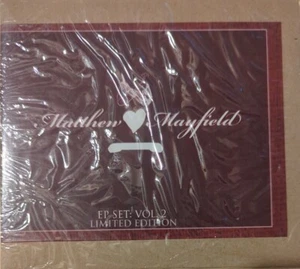 Matthew Mayfield
EP SET: VOL. 2
LIMITED EDITION